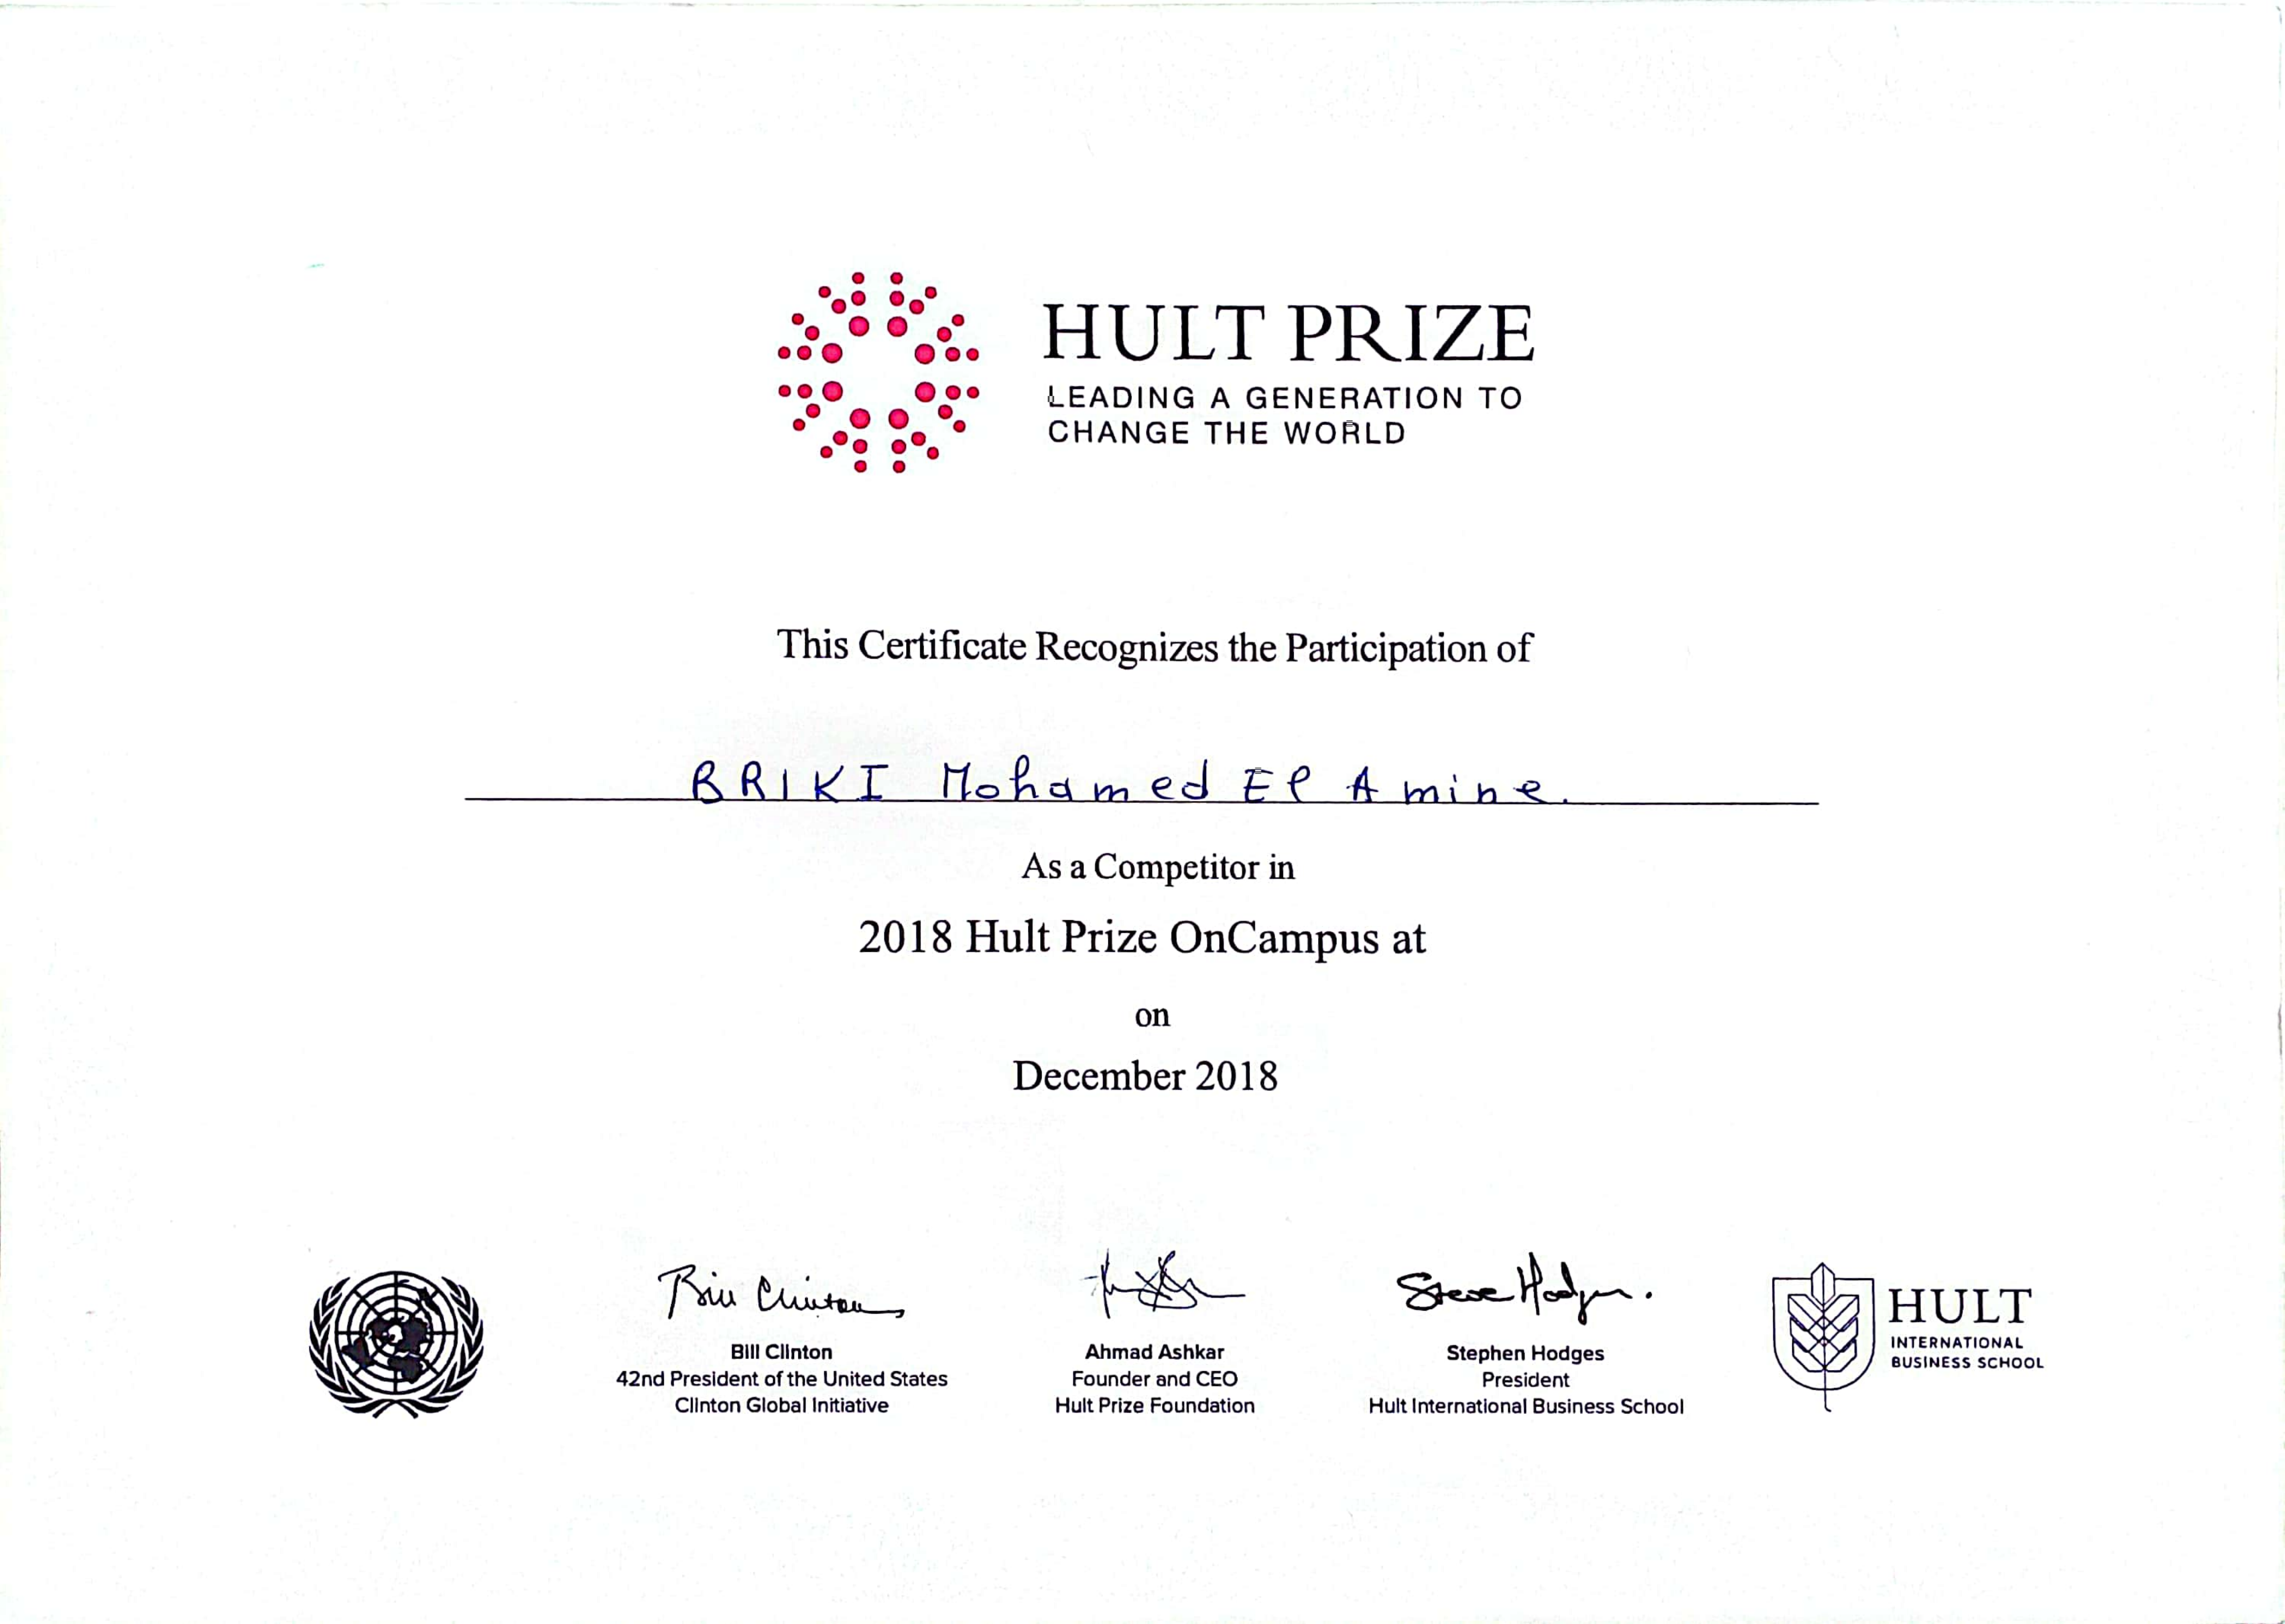 HULT PRIZE
LEADING A GENERATION TO
CHANGE THE WORLD
This Certificate Recognizes the Participation of
BRIKI Mohamed El Amine.
As a Competitor in
2018 Hult Prize OnCampus at
on
December 2018
Bill Clinton
Steve Hodges.
Bill Clinton
42nd President of the United States
Clinton Global Initiative
Ahmad Ashkar
Founder and CEO
Hult Prize Foundation
Stephen Hodges
President
Hult International Business School
HULT
INTERNATIONAL
BUSINESS SCHOOL